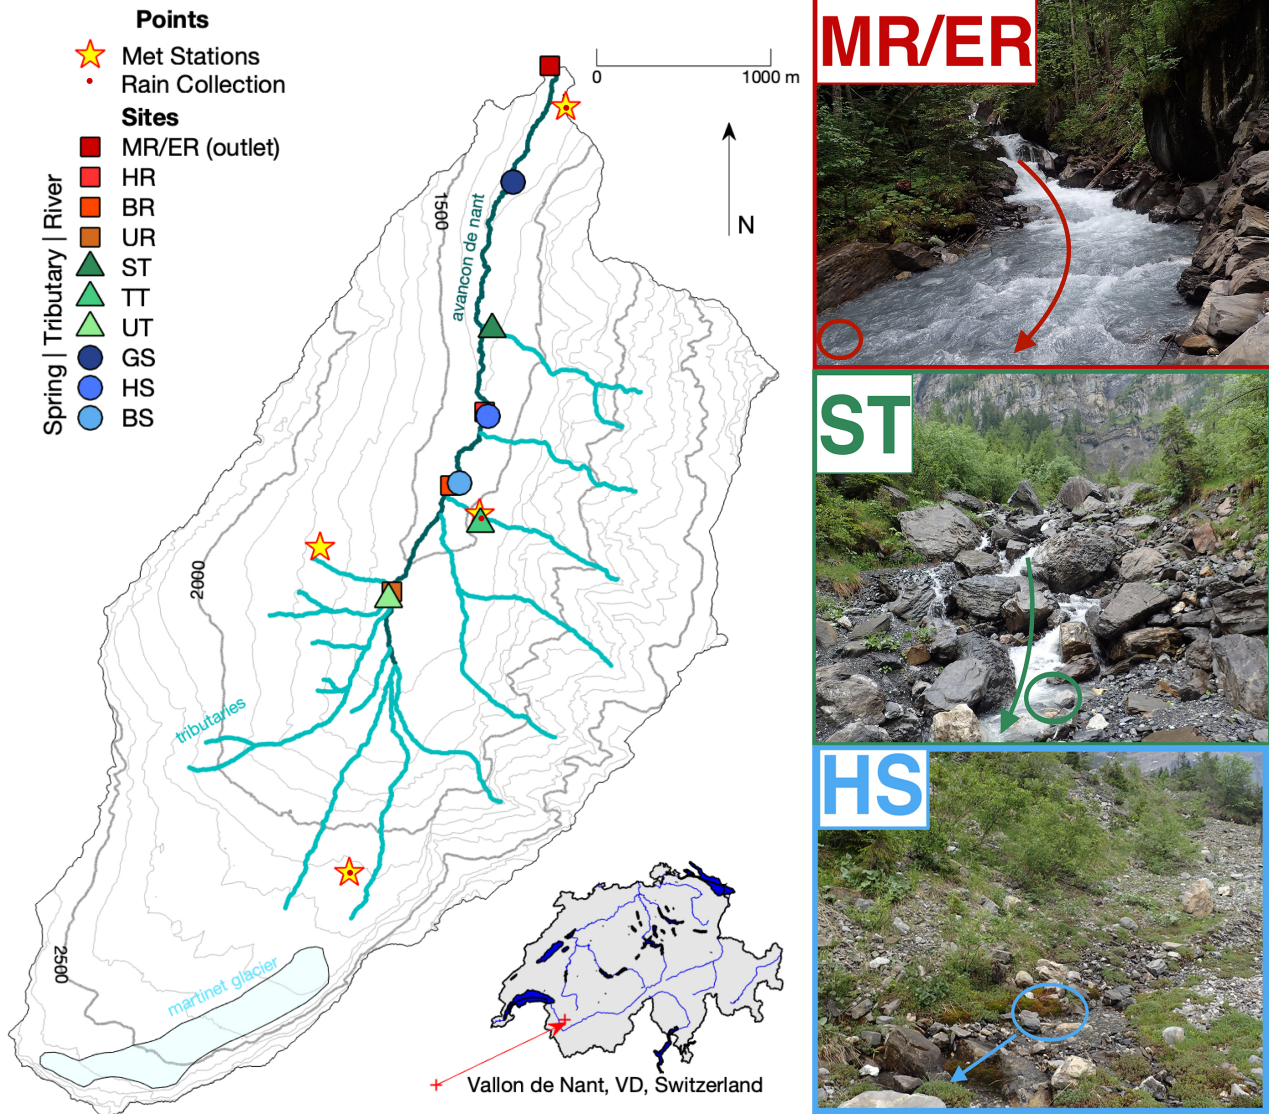 Points
Met Stations
Rain Collection
Sites
MR/ER (outlet)
HR
BR
UR
ST
TT
UT
GS
HS
BS
Spring | Tributary | River
0
1000 m
N
1500
avancon de nant
2000
tributaries
2500
martinet glacier
Vallon de Nant, VD, Switzerland
MR/ER
ST
HS